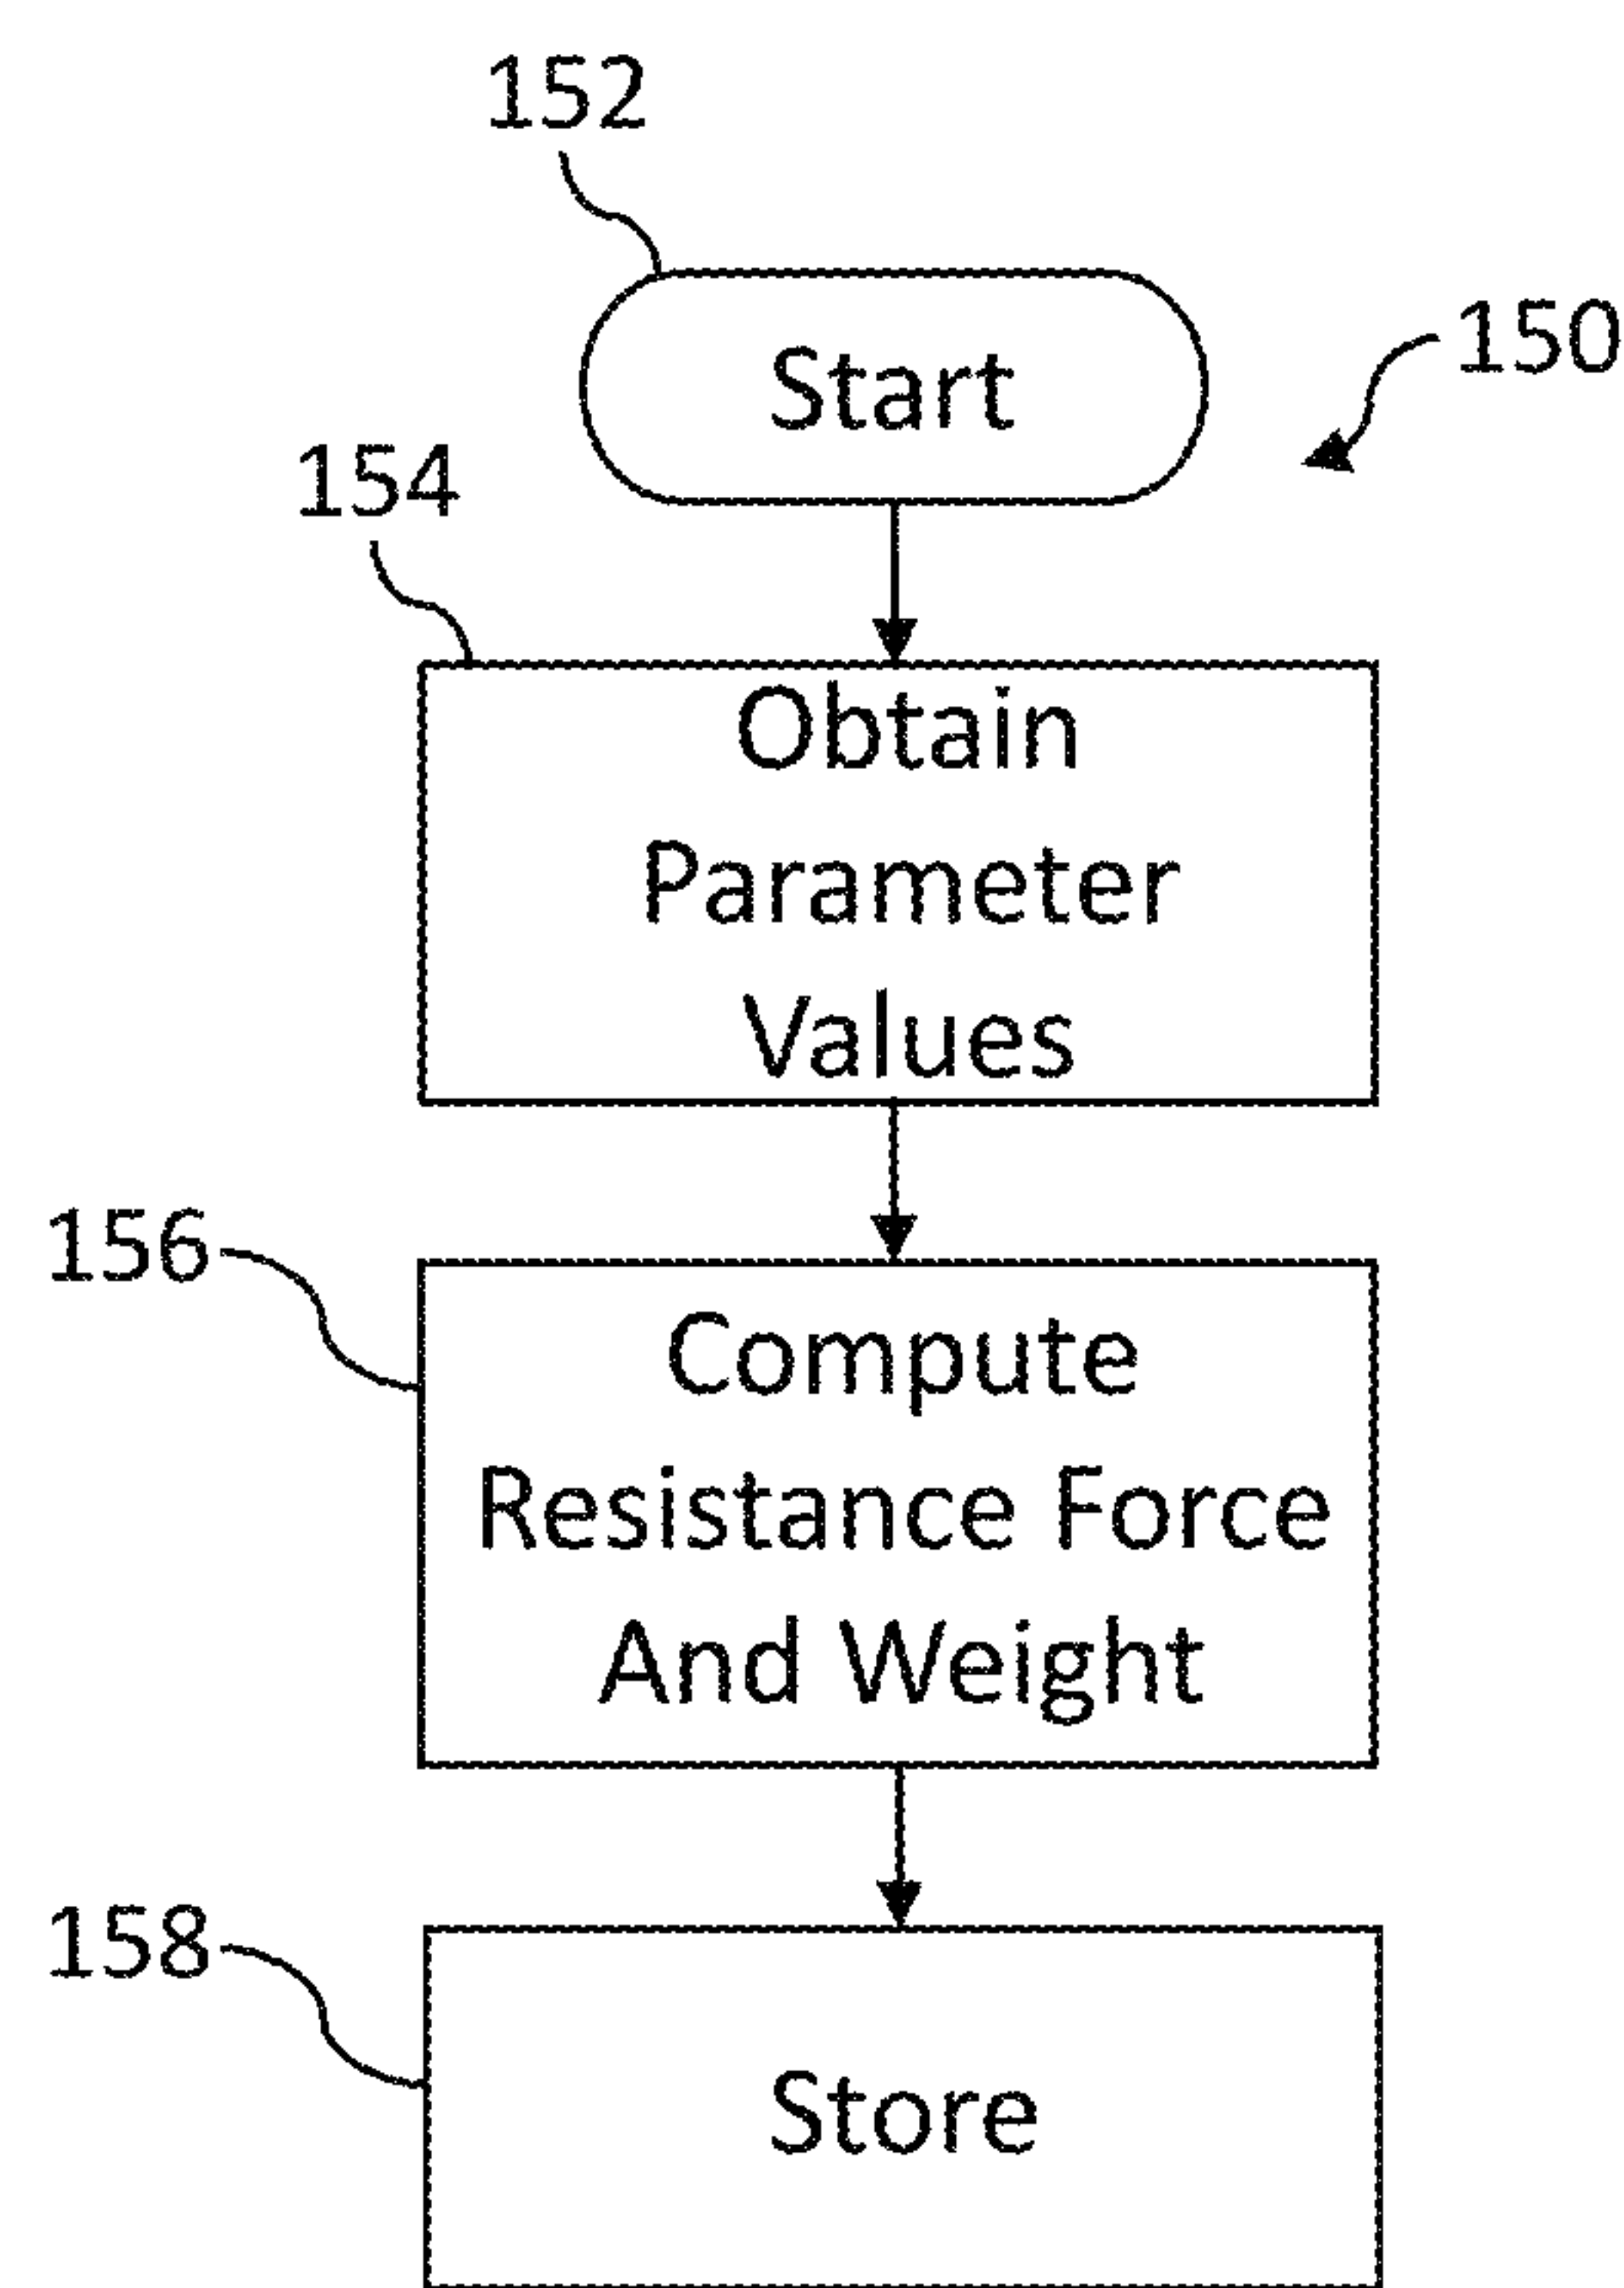 152
Start
150
154
Obtain
Parameter
Values
156
Compute
Resistance Force
And Weight
158
Store